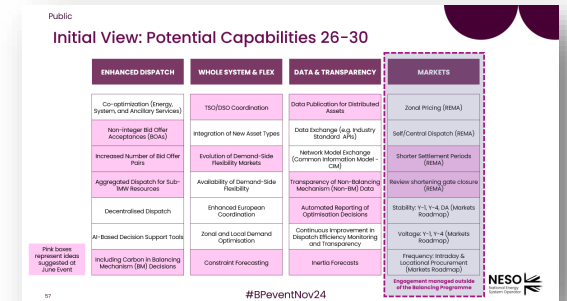 Public
Initial View: Potential Capabilities 26-30
ENHANCED DISPATCH
WHOLE SYSTEM & FLEX
DATA & TRANSPARENCY
MARKETS
Co-optimization (Energy,
System, and Ancillary Services)
TSO/DSO Coordination
Data Publication for Distributed
Assets
Zonal Pricing (REMA)
Non-integer Bid Offer
Acceptances (BOAs)
Integration of New Asset Types
Data Exchange (e.g. Industry
Standard APIs)
Self/Central Dispatch (REMA)
Increased Number of Bid Offer
Pairs
Evolution of Demand-Side
Flexibility Markets
Network Model Exchange
(Common Information Model -
CIM)
Shorter Settlement Periods
(REMA)
Aggregated Dispatch for Sub-
1MW Resources
Availability of Demand-Side
Flexibility
Transparency of Non-Balancing
Mechanism (Non-BM) Data
Review shortening gate closure
(REMA)
Decentralised Dispatch
Enhanced European
Coordination
Automated Reporting of
Optimisation Decisions
Stability: Y-1, Y-4, DA (Markets
Roadmap)
AI-Based Decision Support Tools
Zonal and Local Demand
Optimisation
Continuous Improvement in
Dispatch Efficiency Monitoring
and Transparency
Voltage: Y-1, Y-4 (Markets
Roadmap)
Including Carbon in Balancing
Mechanism (BM) Decisions
Constraint Forecasting
Inertia Forecasts
Frequency: Intraday &
Locational Procurement
(Markets Roadmap)
Pink boxes
represent ideas
suggested at
June Event
Engagement managed outside
of the Balancing Programme
57
#BPeventNov24
NESO
National Energy
System Operator